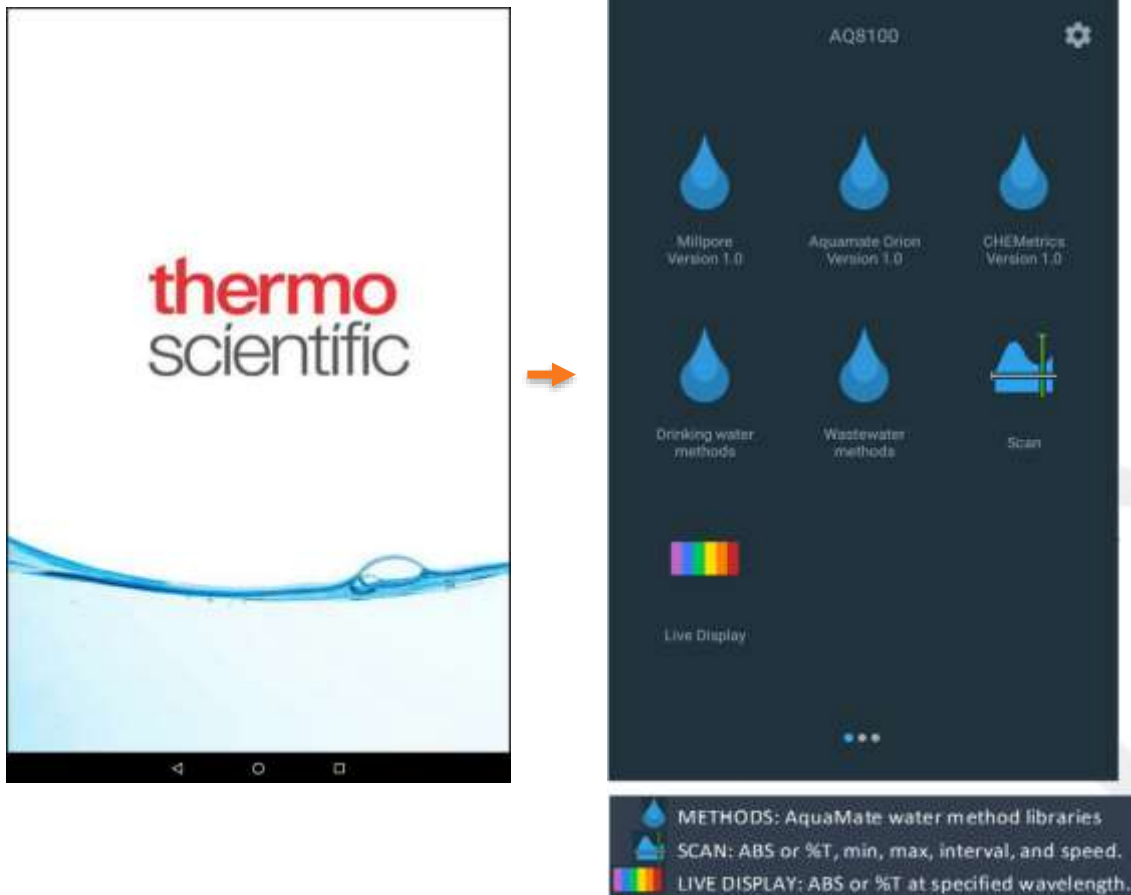 thermo
scientific
AQ8100
Millpore
Version 1.0
Aquamate Orion
Version 1.0
CHEMetrics
Version 1.0
Drinking water
methods
Wastewater
methods
Scan
Live Display
METHODS: AquaMate water method libraries
SCAN: ABS or %T, min, max, interval, and speed.
LIVE DISPLAY: ABS or %T at specified wavelength.